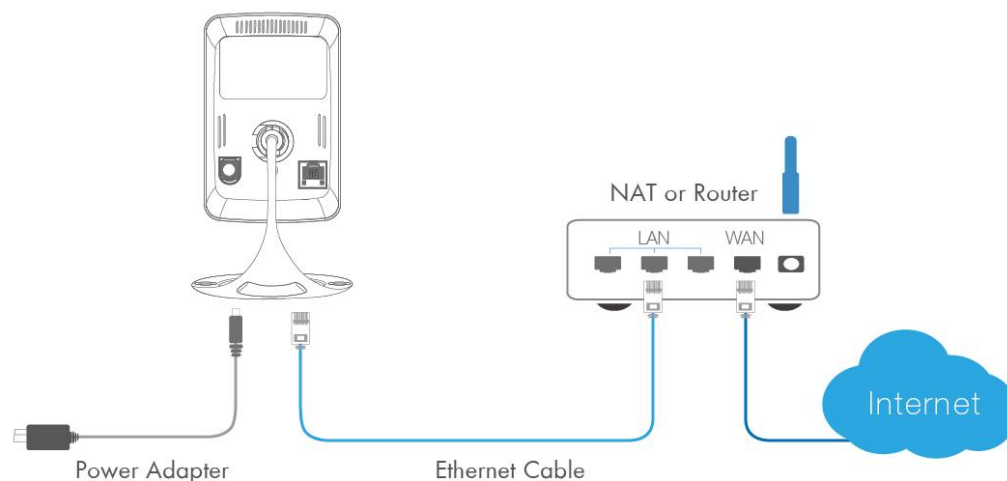 NAT or Router
LAN WAN
Internet
Power Adapter
Ethernet Cable